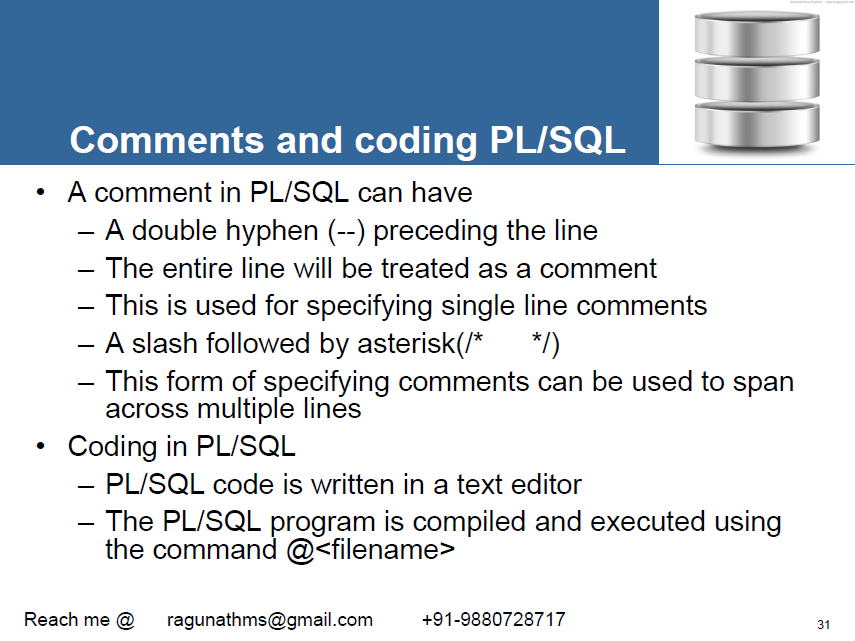 Comments and coding PL/SQL
• A comment in PL/SQL can have
– A double hyphen (--) preceding the line
– The entire line will be treated as a comment
– This is used for specifying single line comments
– A slash followed by asterisk(/* */)
– This form of specifying comments can be used to span
across multiple lines
• Coding in PL/SQL
– PL/SQL code is written in a text editor
– The PL/SQL program is compiled and executed using
the command @<filename>
Reach me @ ragunathms@gmail.com +91-9880728717
31